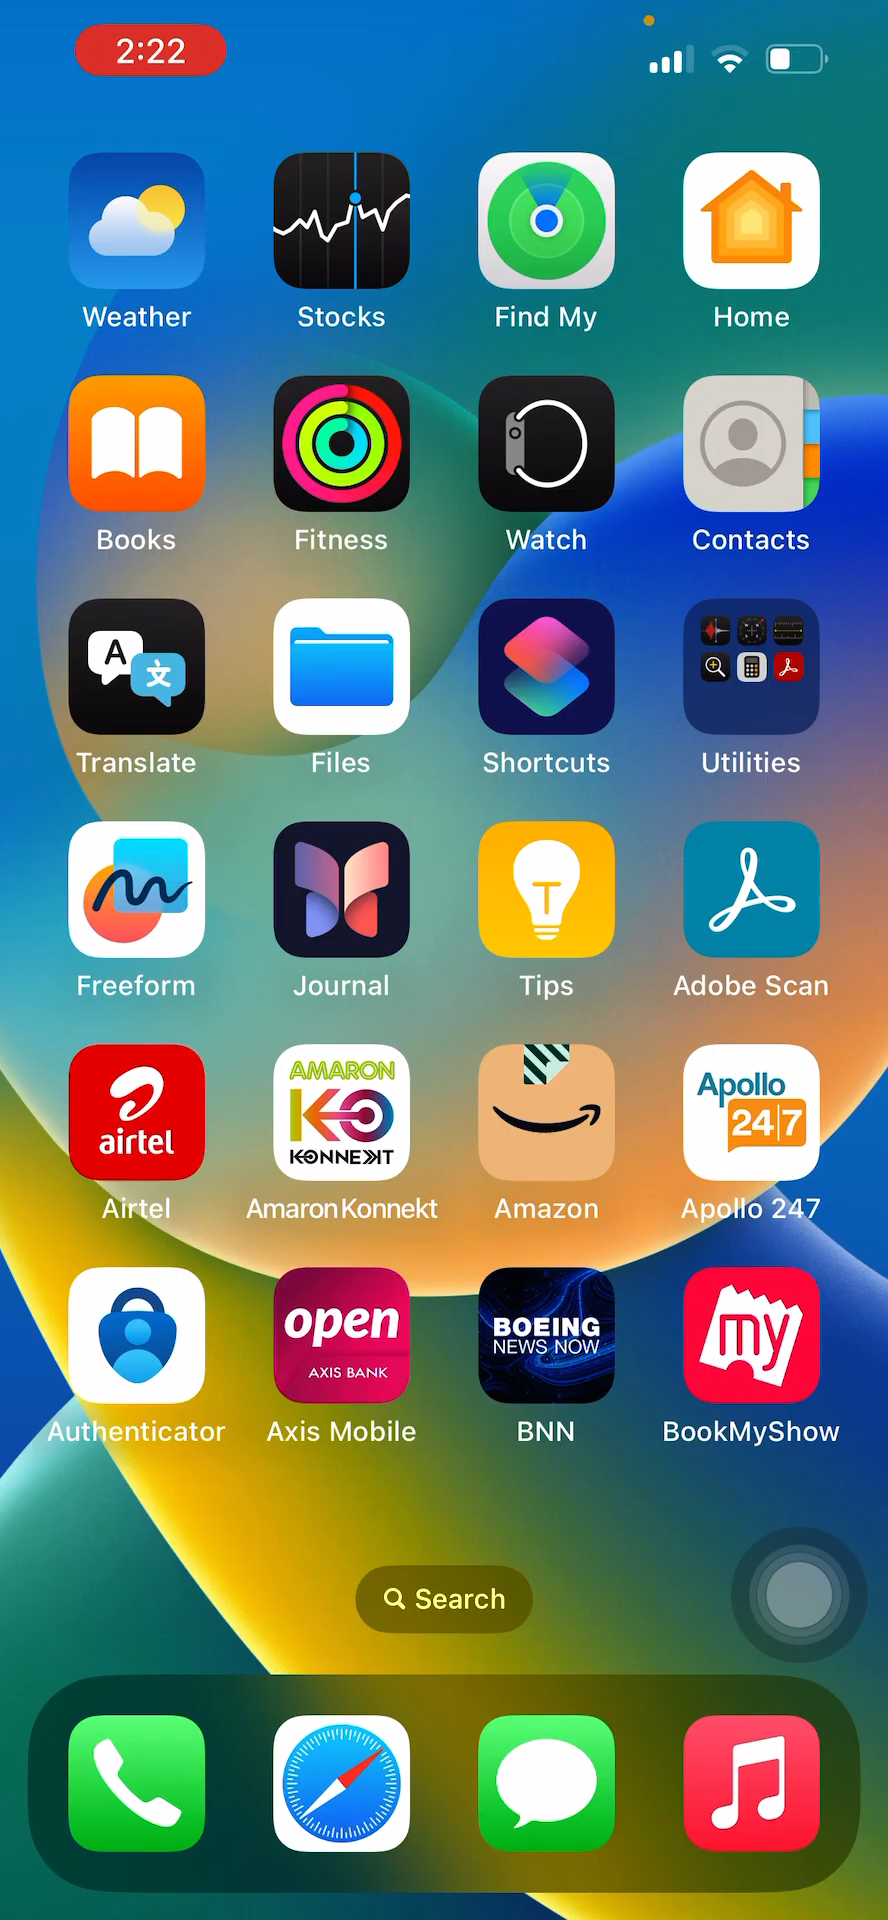 2:22
Weather
Stocks
Find My
Home
Books
Fitness
Watch
Contacts
A
文
Translate
Files
Shortcuts
Utilities
T
Freeform
Journal
Tips
Adobe Scan
airtel
AMARON
KO
KONNEKT
Apollo
24|7
Airtel
AmaronKonnekt
Amazon
Apollo 247
open
AXIS BANK
BOEING
NEWS NOW
my
Authenticator
Axis Mobile
BNN
BookMyShow
Search